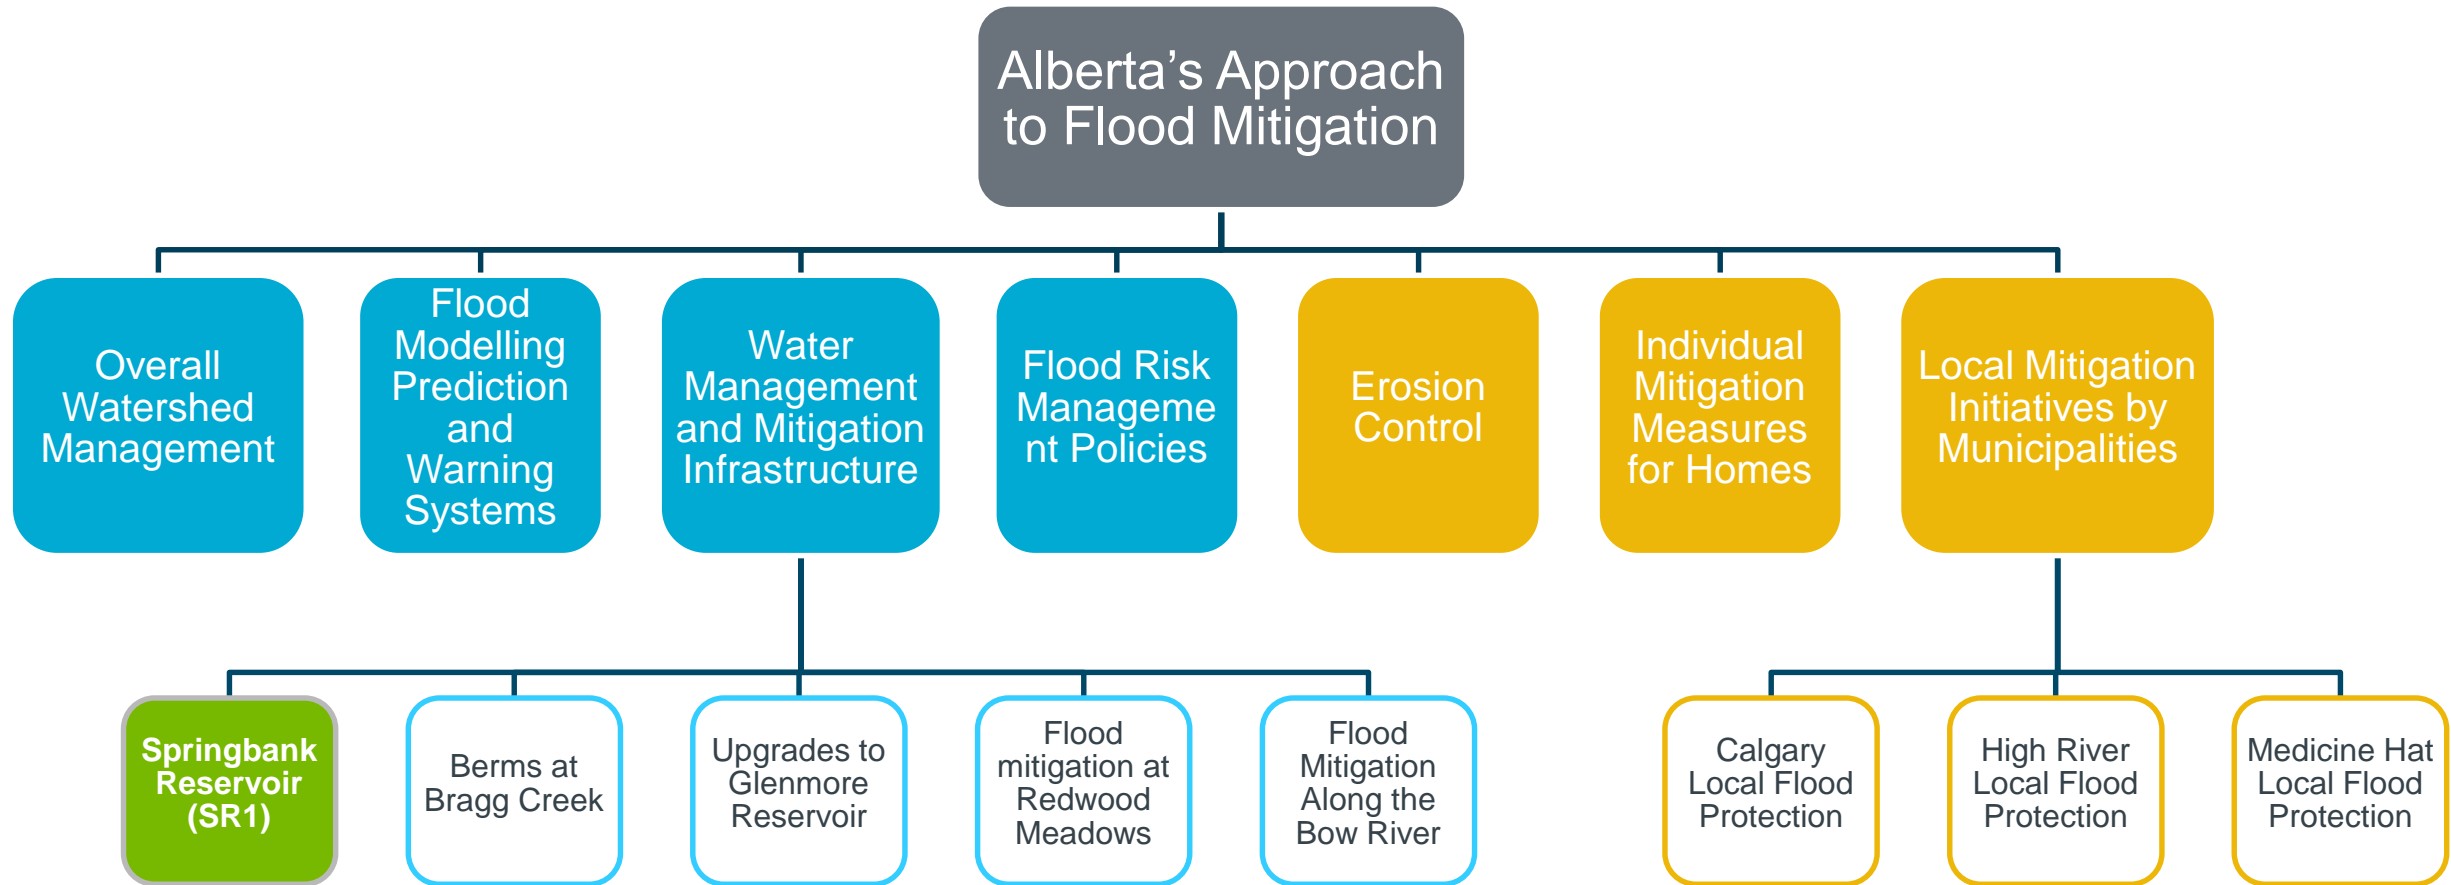 Alberta’s Approach
to Flood Mitigation
Overall
Watershed
Management
Flood
Modelling
Prediction
and
Warning
Systems
Water
Management
and Mitigation
Infrastructure
Flood Risk
Manageme
nt Policies
Erosion
Control
Individual
Mitigation
Measures
for Homes
Local Mitigation
Initiatives by
Municipalities
Springbank
Reservoir
(SR1)
Berms at
Bragg Creek
Upgrades to
Glenmore
Reservoir
Flood
mitigation at
Redwood
Meadows
Flood
Mitigation
Along the
Bow River
Calgary
Local Flood
Protection
High River
Local Flood
Protection
Medicine Hat
Local Flood
Protection